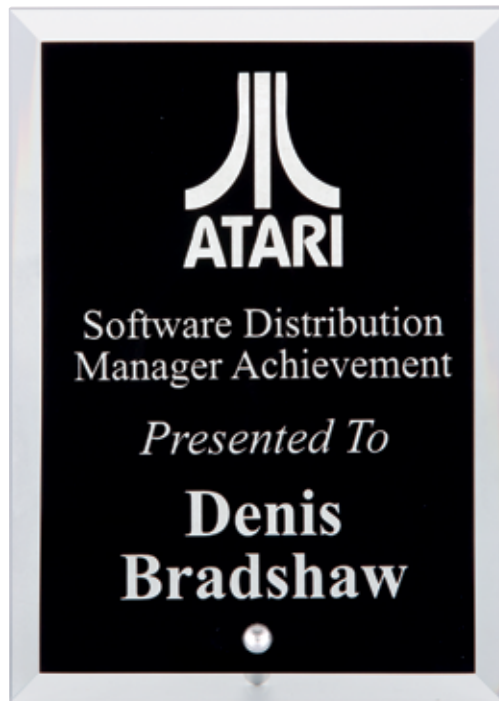 ATARI
Software Distribution
Manager Achievement
Presented To
Denis
Bradshaw